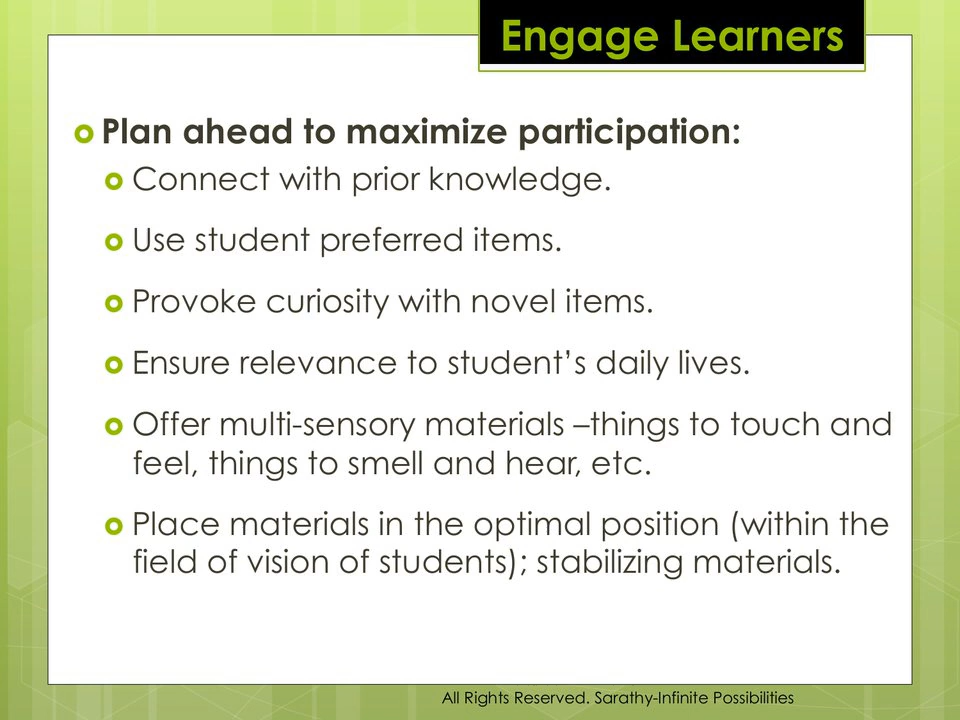 Engage Learners
Plan ahead to maximize participation:
Connect with prior knowledge.
Use student preferred items.
Provoke curiosity with novel items.
Ensure relevance to student’s daily lives.
Offer multi-sensory materials –things to touch and
feel, things to smell and hear, etc.
Place materials in the optimal position (within the
field of vision of students); stabilizing materials.
All Rights Reserved. Sarathy-Infinite Possibilities